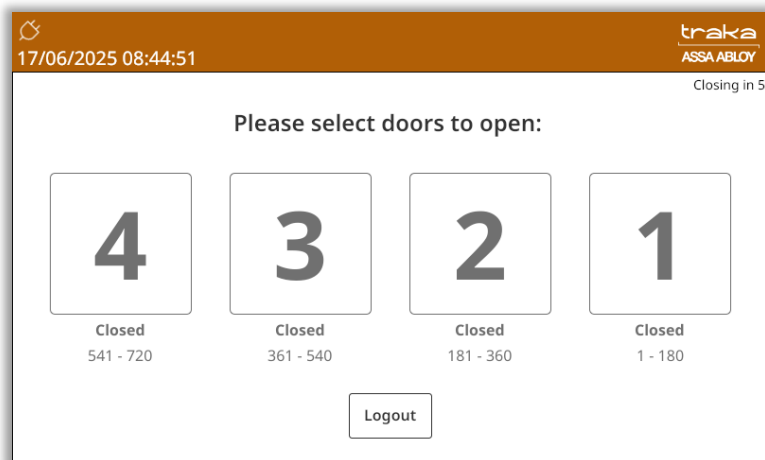 17/06/2025 08:44:51
traka
ASSA ABLOY
Closing in 5
Please select doors to open:
4 3 2 1
Closed Closed Closed Closed
541 - 720 361 - 540 181 - 360 1 - 180
Logout